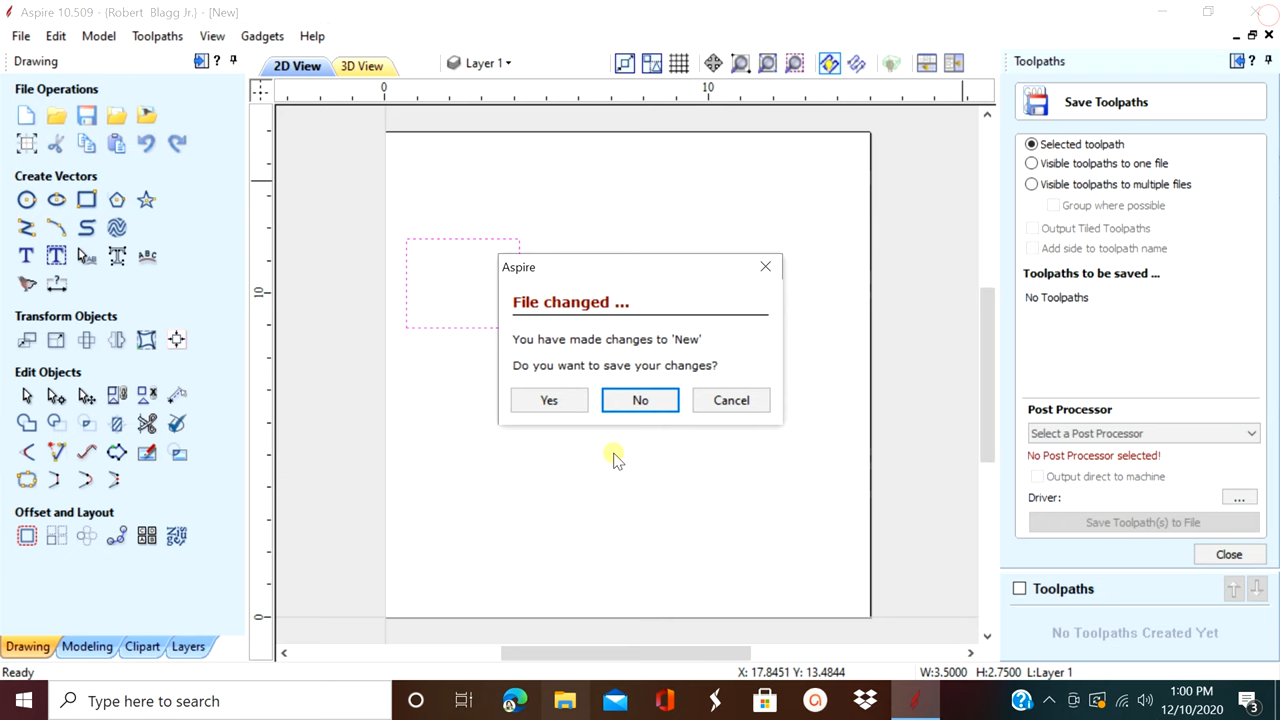 Aspire 10.509 - {Robert Blagg Jr.} - [New]
File Edit Model Toolpaths View Gadgets Help
Drawing
?
2D View
3D View
Layer 1
Toolpaths
?
File Operations
Create Vectors
Transform Objects
Edit Objects
Offset and Layout
Drawing Modeling Clipart Layers
0
10
10
0
Aspire
File changed ...
You have made changes to 'New'
Do you want to save your changes?
Yes No Cancel
Save Toolpaths
Selected toolpath
Visible toolpaths to one file
Visible toolpaths to multiple files
Group where possible
Output Tiled Toolpaths
Add side to toolpath name
Toolpaths to be saved ...
No Toolpaths
Post Processor
Select a Post Processor
No Post Processor selected!
Output direct to machine
Driver:
...
Save Toolpath(s) to File
Close
Toolpaths
No Toolpaths Created Yet
Ready
X: 17.8451 Y: 13.4844
W:3.5000 H:2.7500 L:Layer 1
Type here to search
1:00 PM
12/10/2020
3